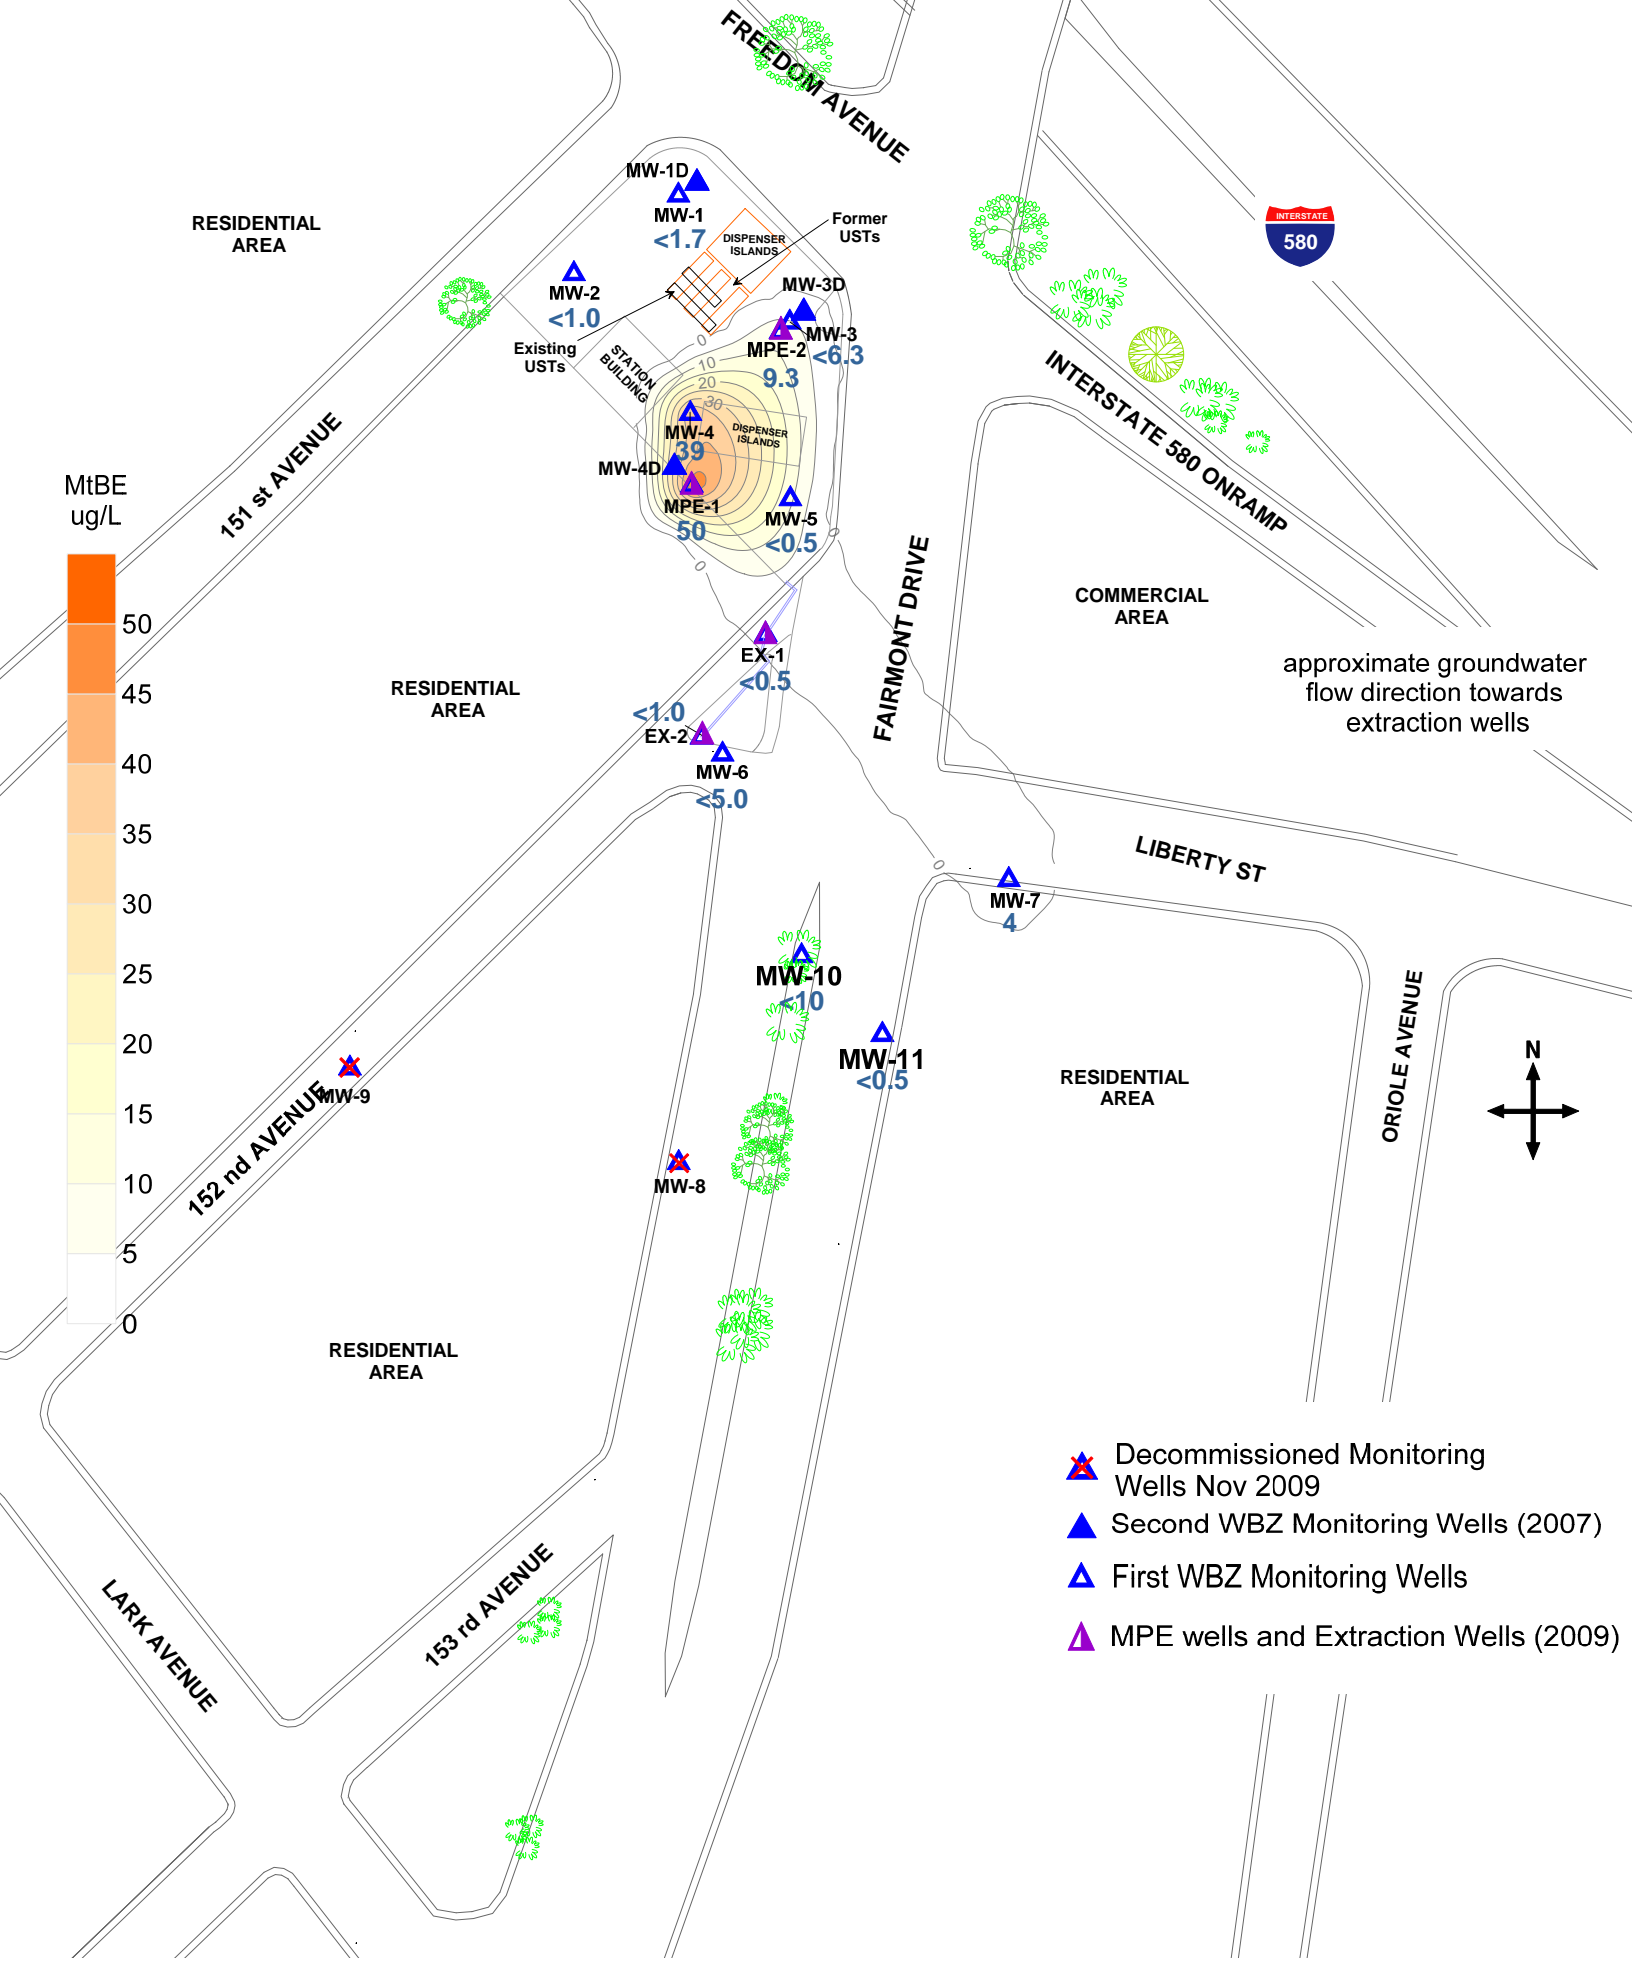 FREEDOM AVENUE
MW-1D
MW-1
<1.7
DISPENSER
ISLANDS
Former
USTs
RESIDENTIAL
AREA
INTERSTATE
580
MW-2
<1.0
MW-3D
MW-3
<6.3
MPE-2
9.3
Existing
USTs
STATION
BUILDING
0
10
20
30
MW-4
39
DISPENSER
ISLANDS
MW-4D
MPE-1
50
MW-5
<0.5
0
0
INTERSTATE 580 ONRAMP
151 st AVENUE
MtBE
ug/L
50
45
40
35
30
25
20
15
10
5
0
FAIRMONT DRIVE
COMMERCIAL
AREA
approximate groundwater
flow direction towards
extraction wells
RESIDENTIAL
AREA
EX-1
<0.5
<1.0
EX-2
MW-6
<5.0
LIBERTY ST
0
MW-7
4
MW-10
<10
MW-11
<0.5
ORIOLE AVENUE
RESIDENTIAL
AREA
N
MW-9
152 nd AVENUE
MW-8
RESIDENTIAL
AREA
LARK AVENUE
153 rd AVENUE
Decommissioned Monitoring
Wells Nov 2009
Second WBZ Monitoring Wells (2007)
First WBZ Monitoring Wells
MPE wells and Extraction Wells (2009)